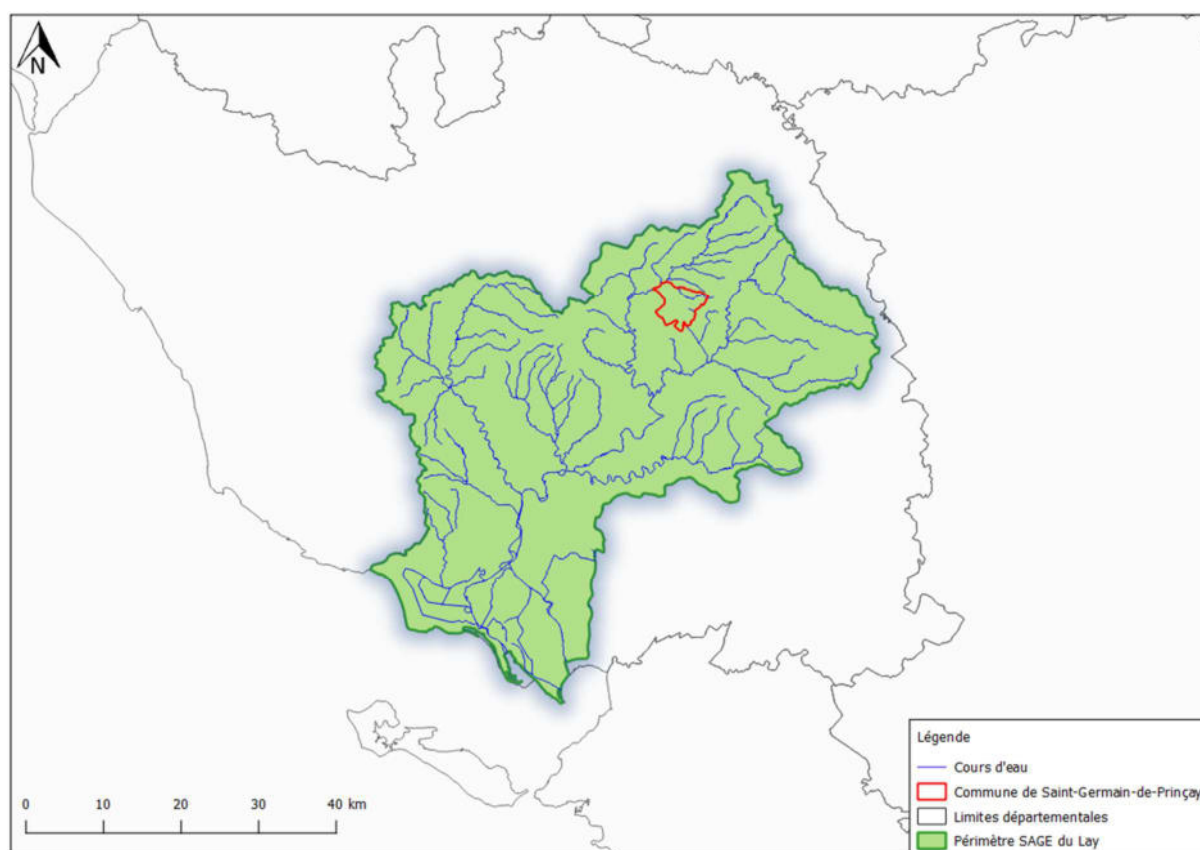 N
Légende
Cours d'eau
Commune de Saint-Germain-de-Prinçay
Limites départementales
Périmètre SAGE du Lay
0 10 20 30 40 km